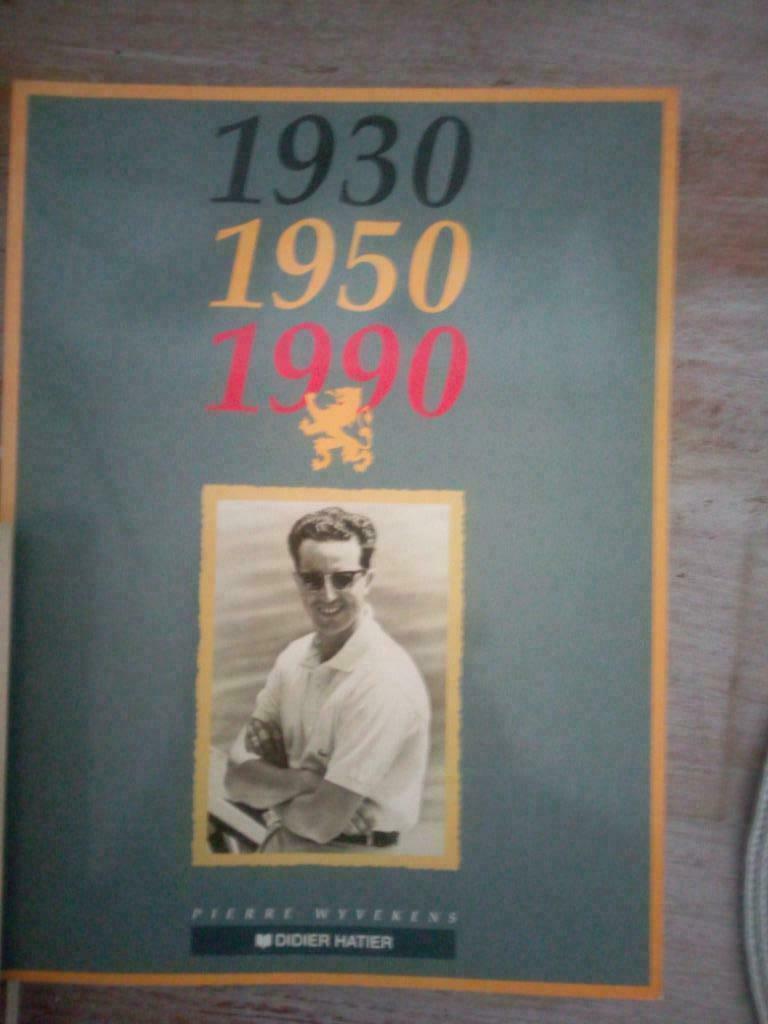 1930
1950
1990
PIERRE WYVEKENS
DIDIER HATIER